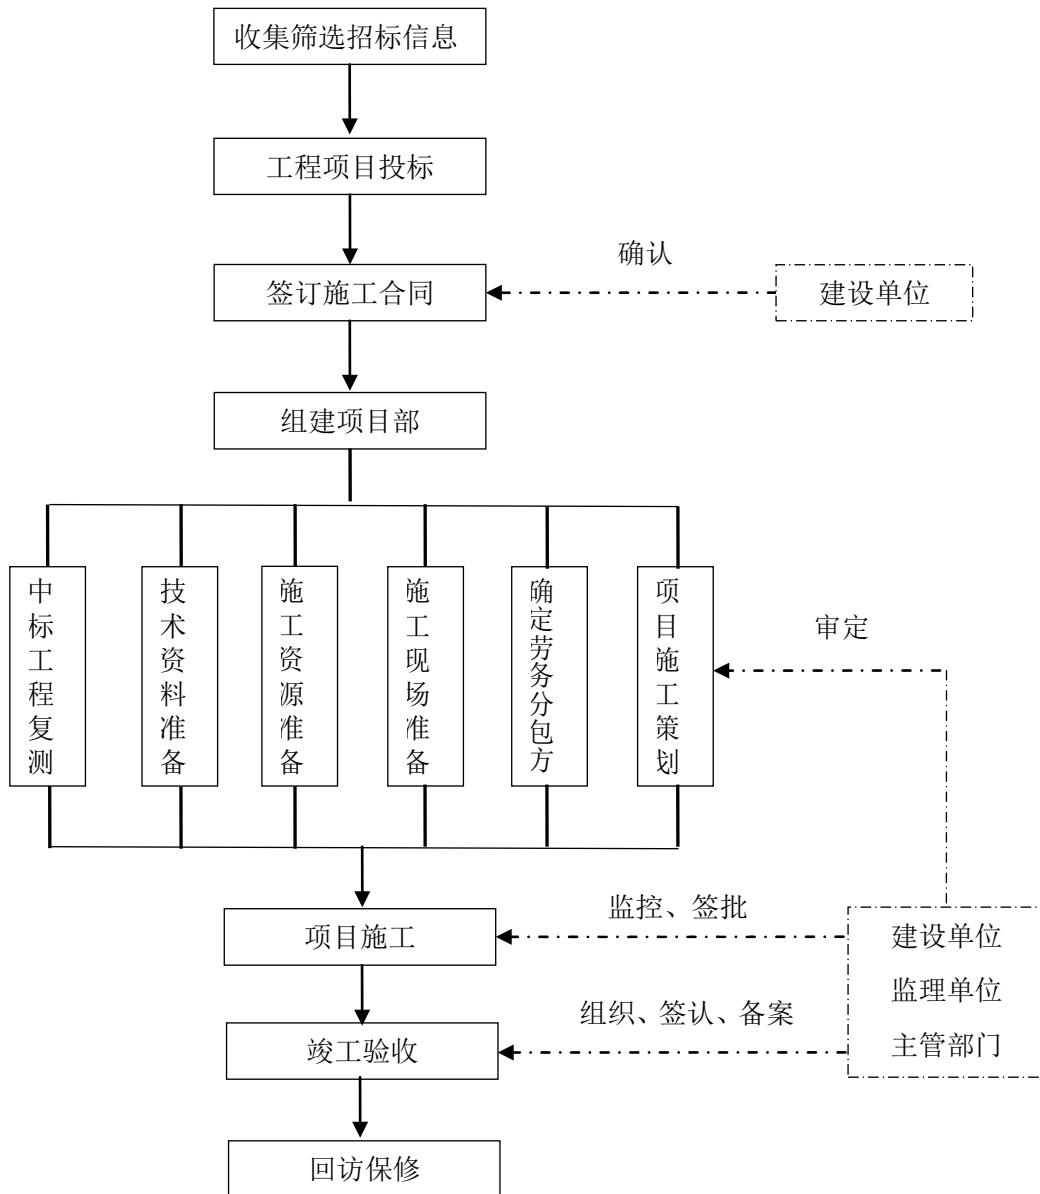 收集筛选招标信息
工程项目投标
确认
签订施工合同
建设单位
组建项目部
中标工程复测
技术资料准备
施工资源准备
施工现场准备
确定劳务分包方
项目施工策划
审定
监控、签批
项目施工
建设单位
监理单位
主管部门
组织、签认、备案
竣工验收
回访保修